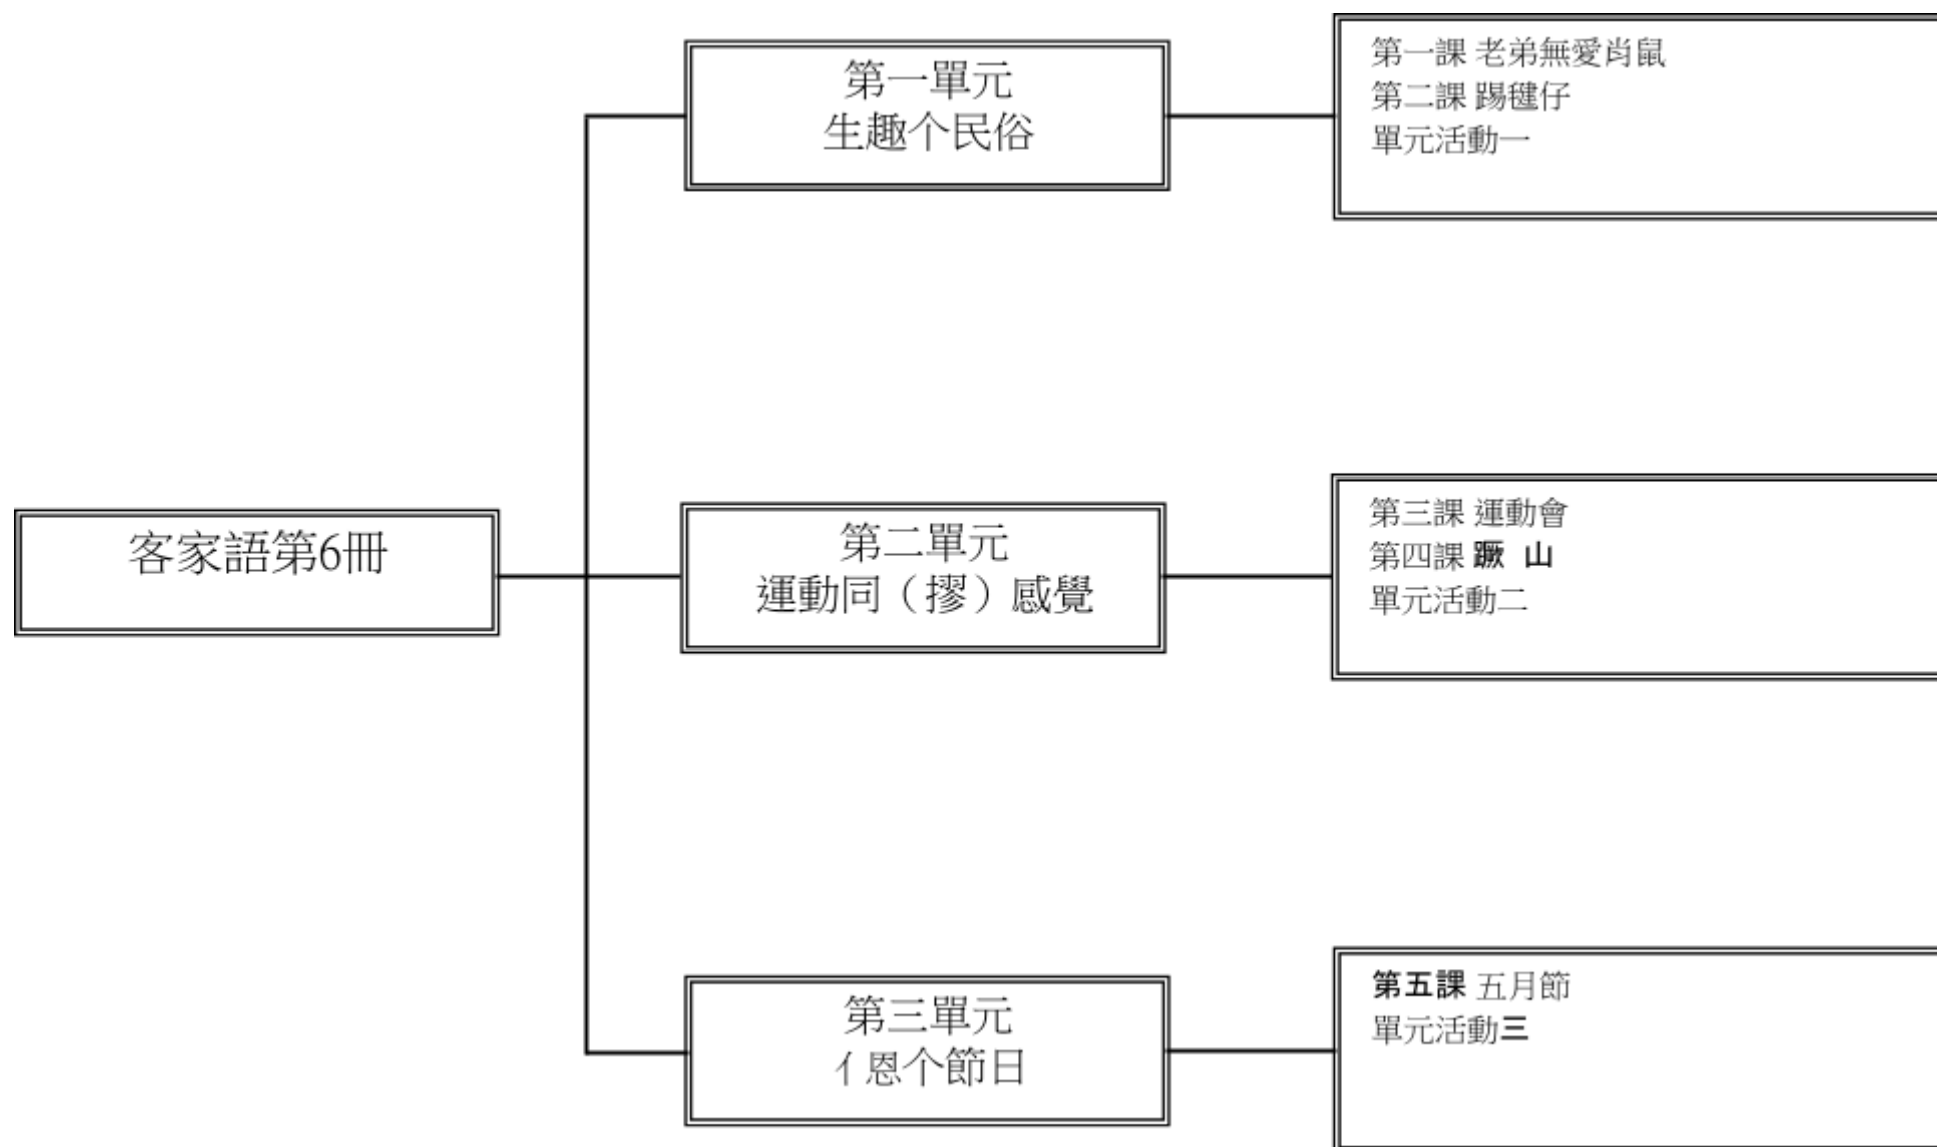 客家語第6冊
第一單元
生趣个民俗
第一課 老弟無愛肖鼠
第二課 踢毽仔
單元活動一
第二單元
運動同（摎）感覺
第三課 運動會
第四課 蹶 山
單元活動二
第三單元
亻恩个節日
第五課 五月節
單元活動三